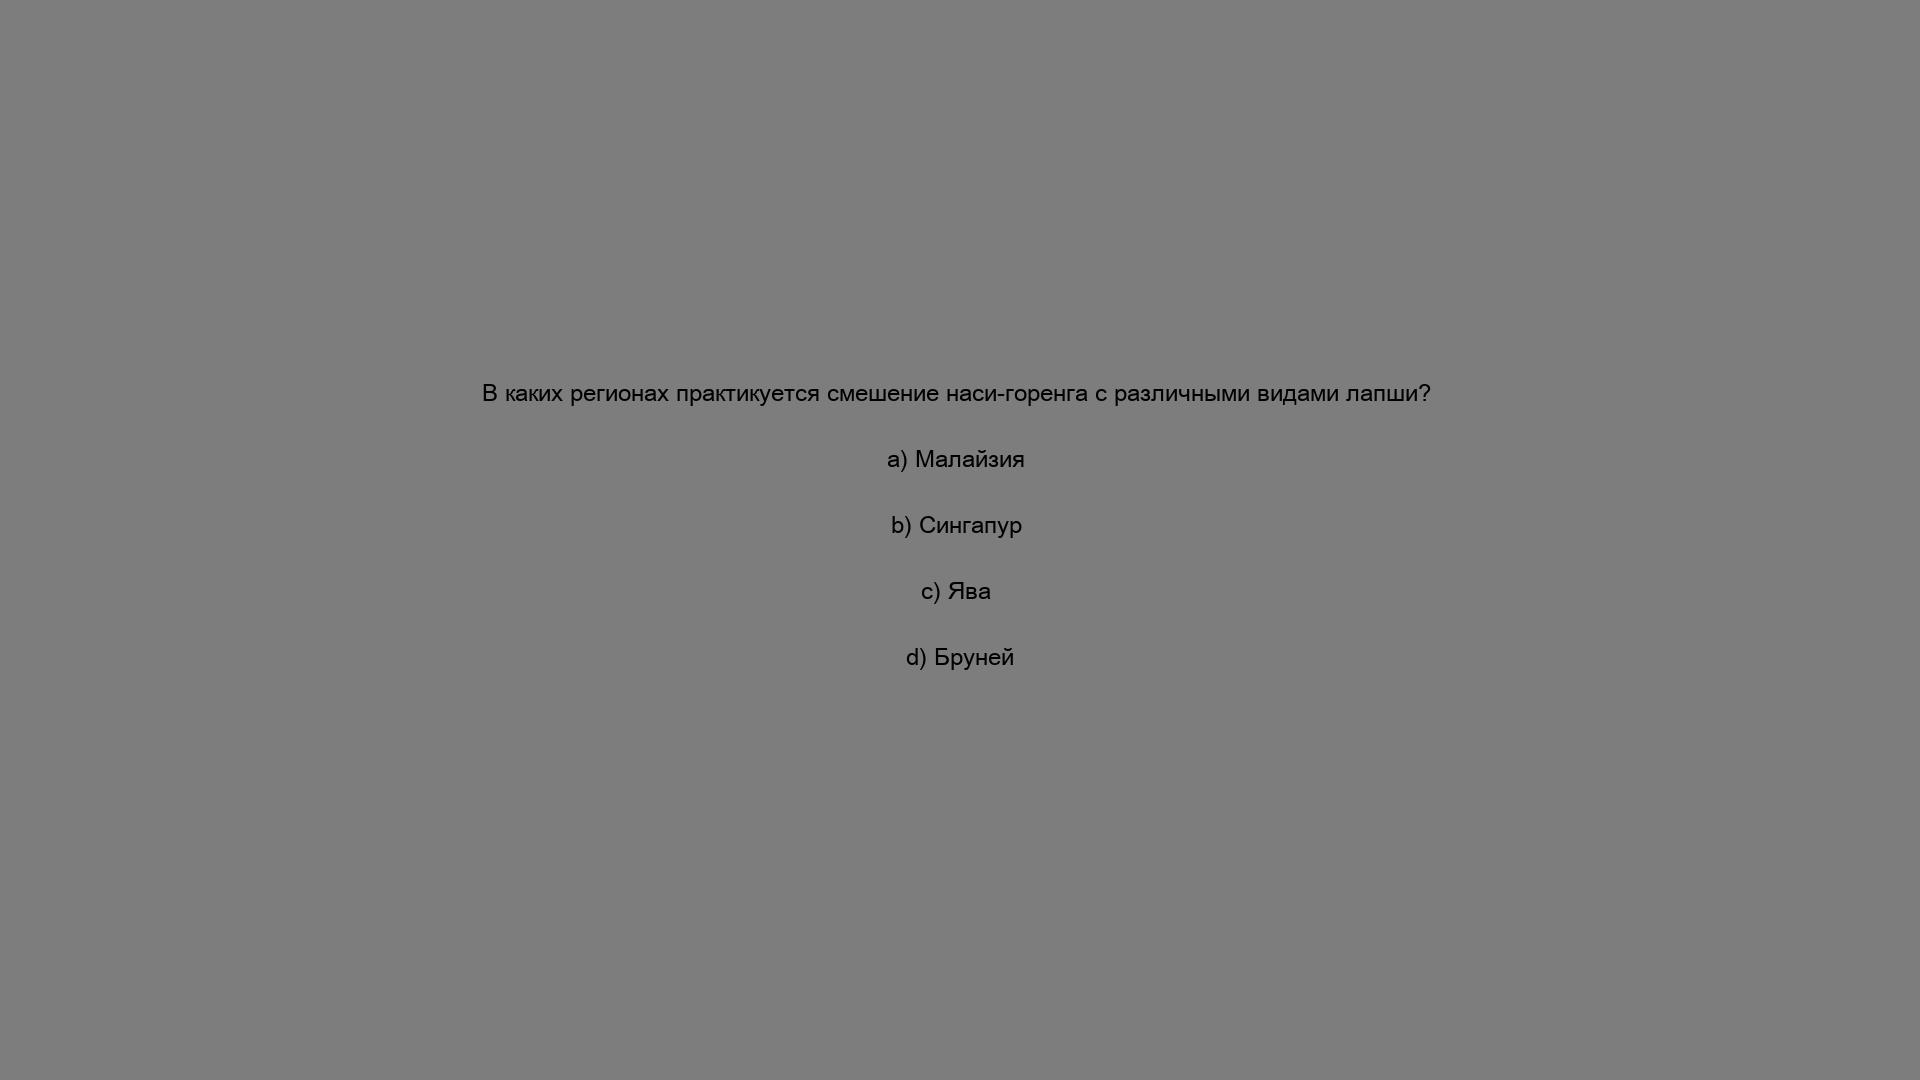 В каких регионах практикуется смешение наси-горенга с различными видами лапши?
a) Малайзия
b) Сингапур
c) Ява
d) Бруней